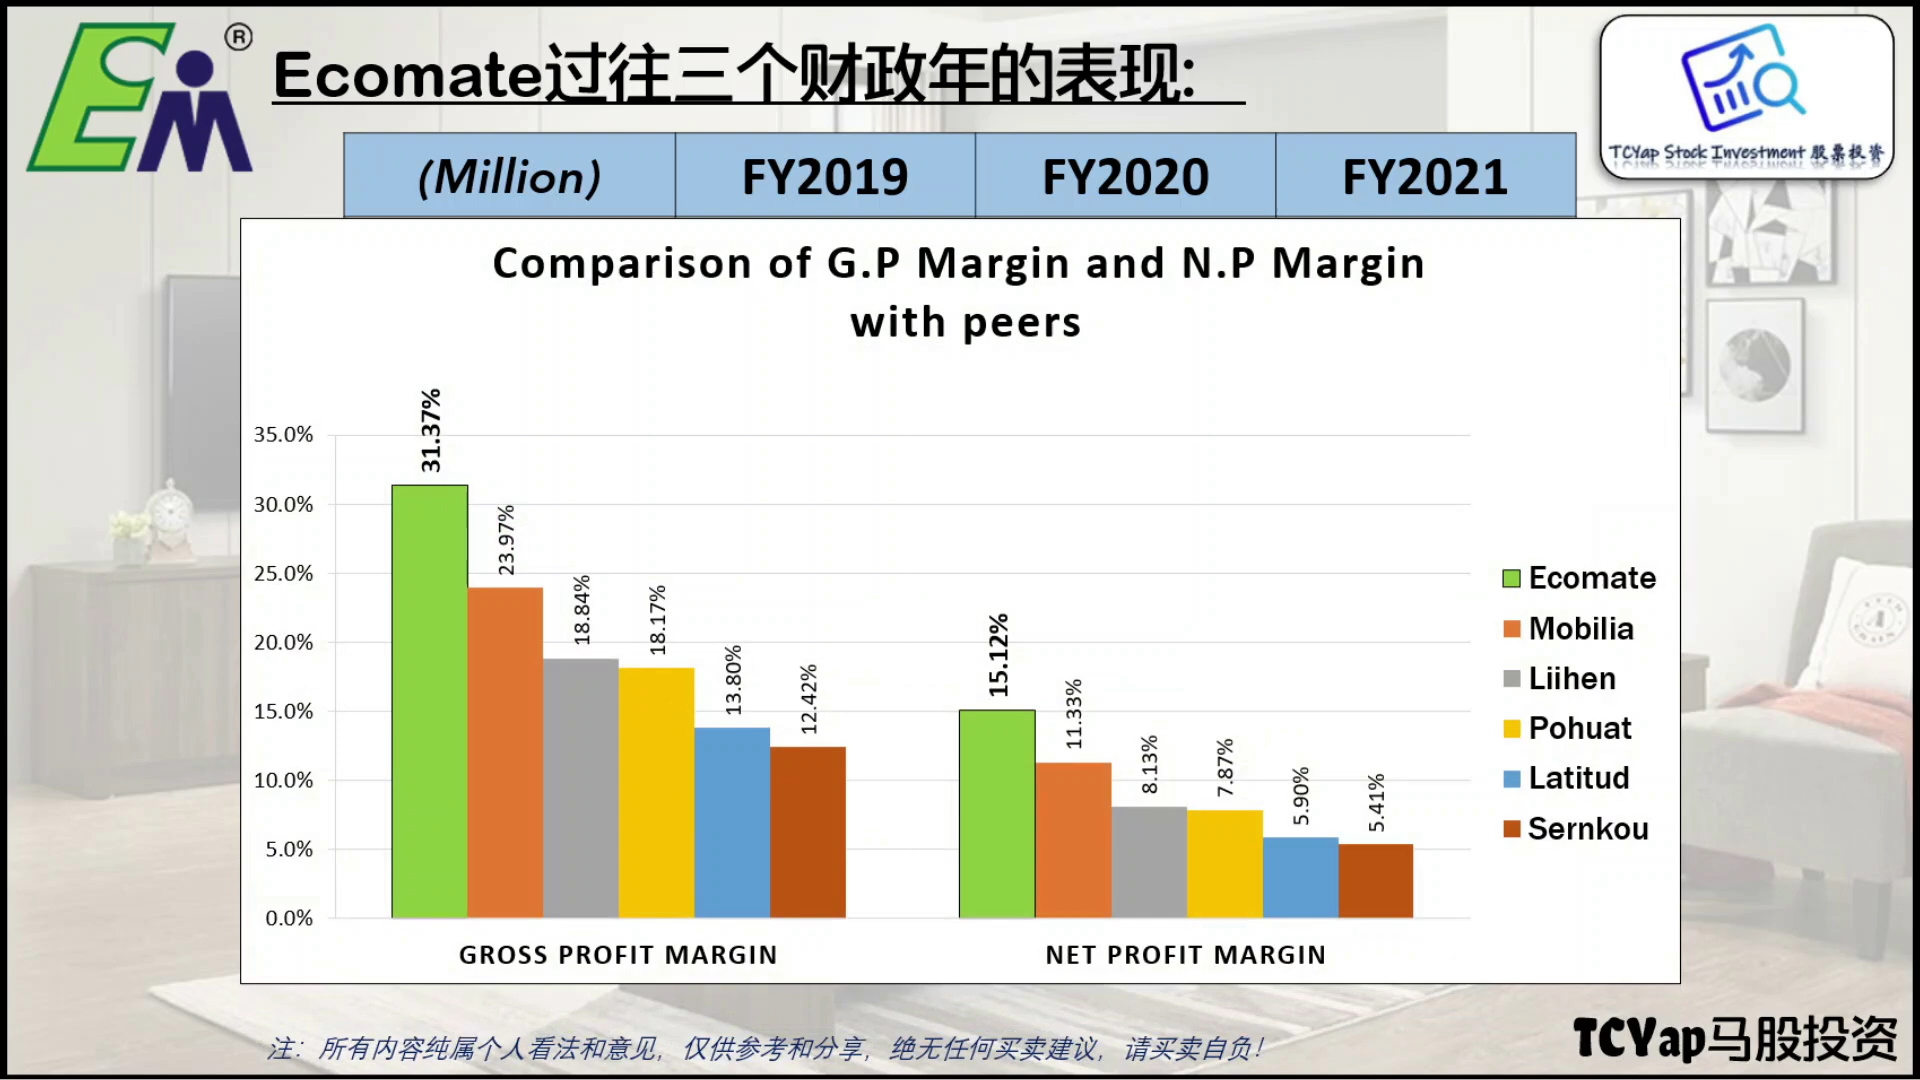 EM®
Ecomate过往三个财政年的表现:
TCYap Stock Investment 股票投资
(Million) FY2019 FY2020 FY2021
Comparison of G.P Margin and N.P Margin
with peers
35.0%
30.0%
25.0%
20.0%
15.0%
10.0%
5.0%
0.0%
31.37%
23.97%
18.84%
18.17%
13.80%
12.42%
15.12%
11.33%
8.13%
7.87%
5.90%
5.41%
GROSS PROFIT MARGIN
NET PROFIT MARGIN
Ecomate
Mobilia
Liihen
Pohuat
Latitud
Sernkou
注：所有内容纯属个人看法和意见，仅供参考和分享，绝无任何买卖建议，请买卖自负！
TCYap马股投资